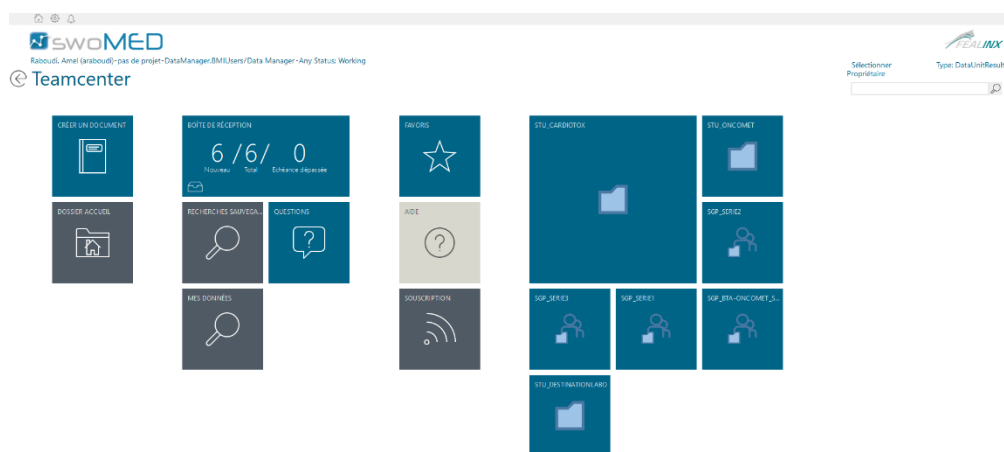 swoMED
FEALINX
Raboudi, Amel (araboudi)-pas de projet-DataManager.BMIUsers/Data Manager-Any Status: Working
Teamcenter
Sélectionner
Propriétaire
Type: DataUnitResult
CRÉER UN DOCUMENT
BOÎTE DE RÉCEPTION
6 /6/ 0
Nouveau Total Échéance dépassée
FAVORIS
STU_CARDIOTOX
STU_ONCOMET
DOSSIER ACCUEIL
RECHERCHES SAUVEGA...
QUESTIONS
AIDE
SGP_SERIE2
MES DONNÉES
SOUSCRIPTION
SGP_SERIE3
SGP_SERIE1
SGP_BTA-ONCOMET_S...
STU_DESTINATIONLABO